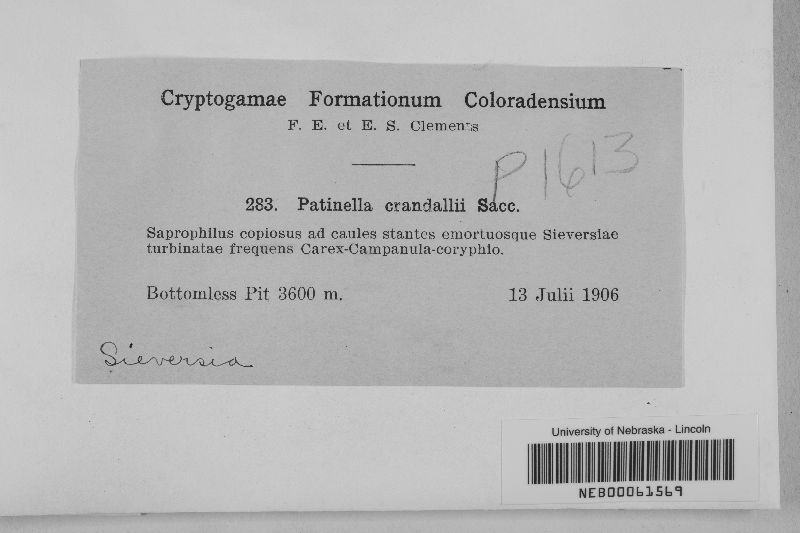 Cryptogamae Formationum Coloradensium
F. E. et E. S. Clements
P1613
283. Patinella crandallii Sacc.
Saprophilus copiosus ad caules stantes emortuosque Sieversiae
turbinatae frequens Carex-Campanula-coryphio.
Bottomless Pit 3600 m. 13 Julii 1906
Sieversia
University of Nebraska - Lincoln
NEB00061569